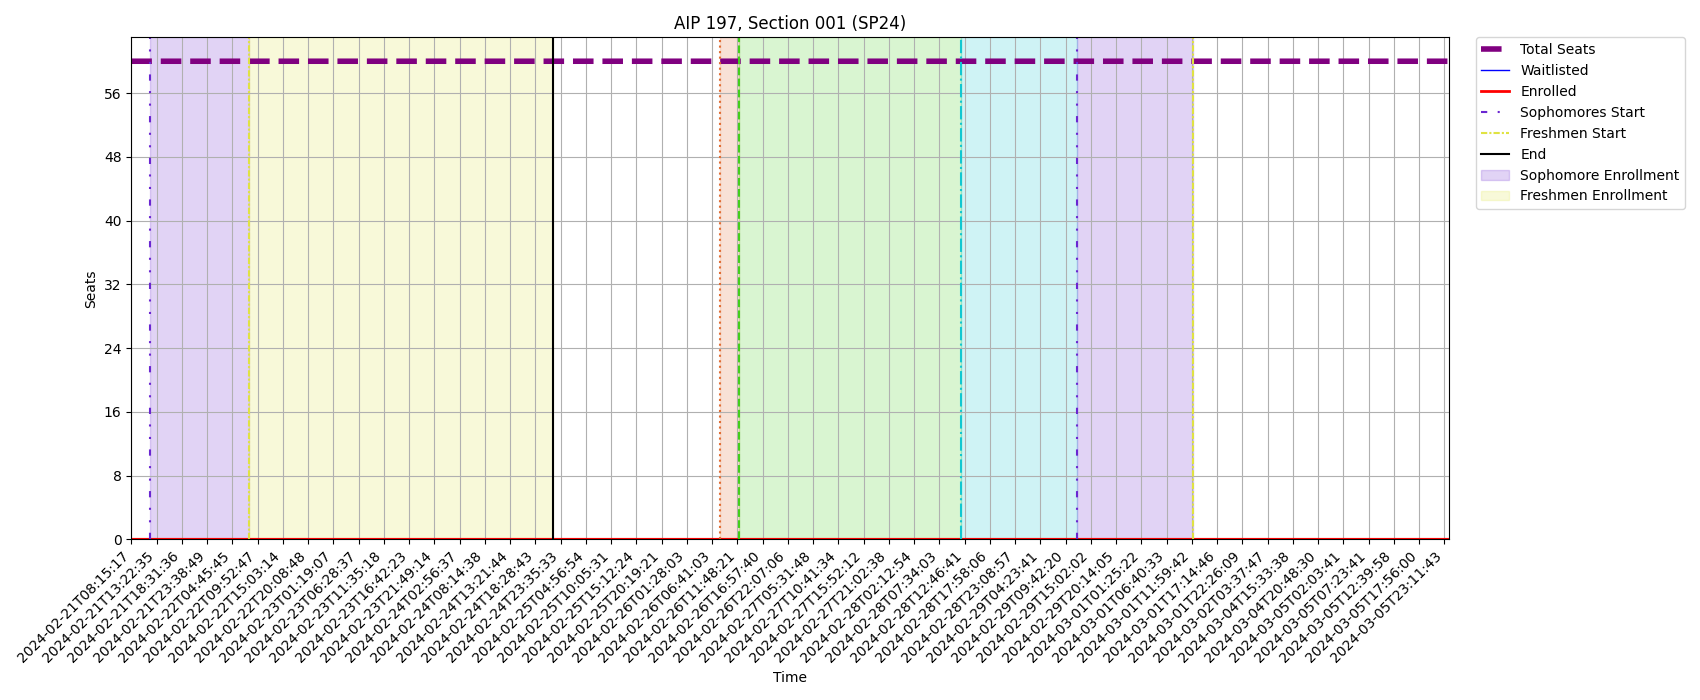 AIP 197, Section 001 (SP24)
Total Seats
Waitlisted
Enrolled
Sophomores Start
Freshmen Start
End
Sophomore Enrollment
Freshmen Enrollment
Seats
56
48
40
32
24
16
8
0
2024-02-21T08:15:17
2024-02-21T13:22:35
2024-02-21T18:31:36
2024-02-21T23:38:49
2024-02-22T04:45:45
2024-02-22T09:52:47
2024-02-22T15:03:14
2024-02-22T20:08:48
2024-02-23T01:19:07
2024-02-23T06:28:37
2024-02-23T11:35:18
2024-02-23T16:42:23
2024-02-23T21:49:14
2024-02-24T02:56:37
2024-02-24T08:14:38
2024-02-24T13:21:44
2024-02-24T18:28:43
2024-02-24T23:35:33
2024-02-25T04:56:54
2024-02-25T10:05:31
2024-02-25T15:12:24
2024-02-25T20:19:21
2024-02-26T01:28:03
2024-02-26T06:41:03
2024-02-26T11:48:21
2024-02-26T16:57:40
2024-02-26T22:07:06
2024-02-27T05:31:48
2024-02-27T10:41:34
2024-02-27T15:52:12
2024-02-27T21:02:38
2024-02-28T02:12:54
2024-02-28T07:34:03
2024-02-28T12:46:41
2024-02-28T17:58:06
2024-02-28T23:08:57
2024-02-29T04:23:41
2024-02-29T09:42:20
2024-02-29T15:02:02
2024-02-29T20:14:05
2024-03-01T01:25:22
2024-03-01T06:40:33
2024-03-01T11:59:42
2024-03-01T17:14:46
2024-03-01T22:26:09
2024-03-02T03:37:47
2024-03-04T15:33:38
2024-03-04T20:48:30
2024-03-05T02:03:41
2024-03-05T07:23:41
2024-03-05T12:39:58
2024-03-05T17:56:00
2024-03-05T23:11:43
Time